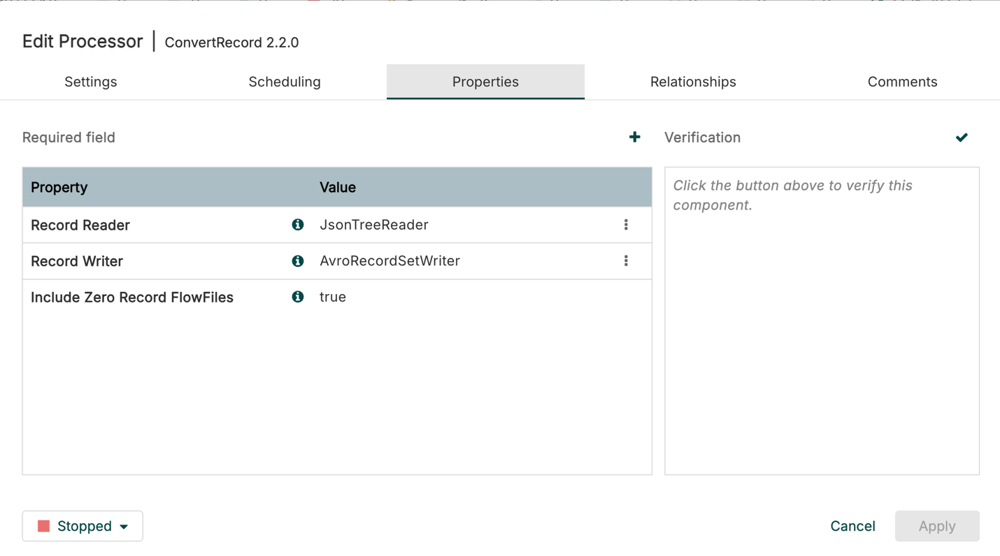 Edit Processor | ConvertRecord 2.2.0
Settings Scheduling Properties Relationships Comments
Required field
Verification
Property Value
Record Reader JsonTreeReader
Record Writer AvroRecordSetWriter
Include Zero Record FlowFiles true
Click the button above to verify this
component.
Stopped
Cancel Apply